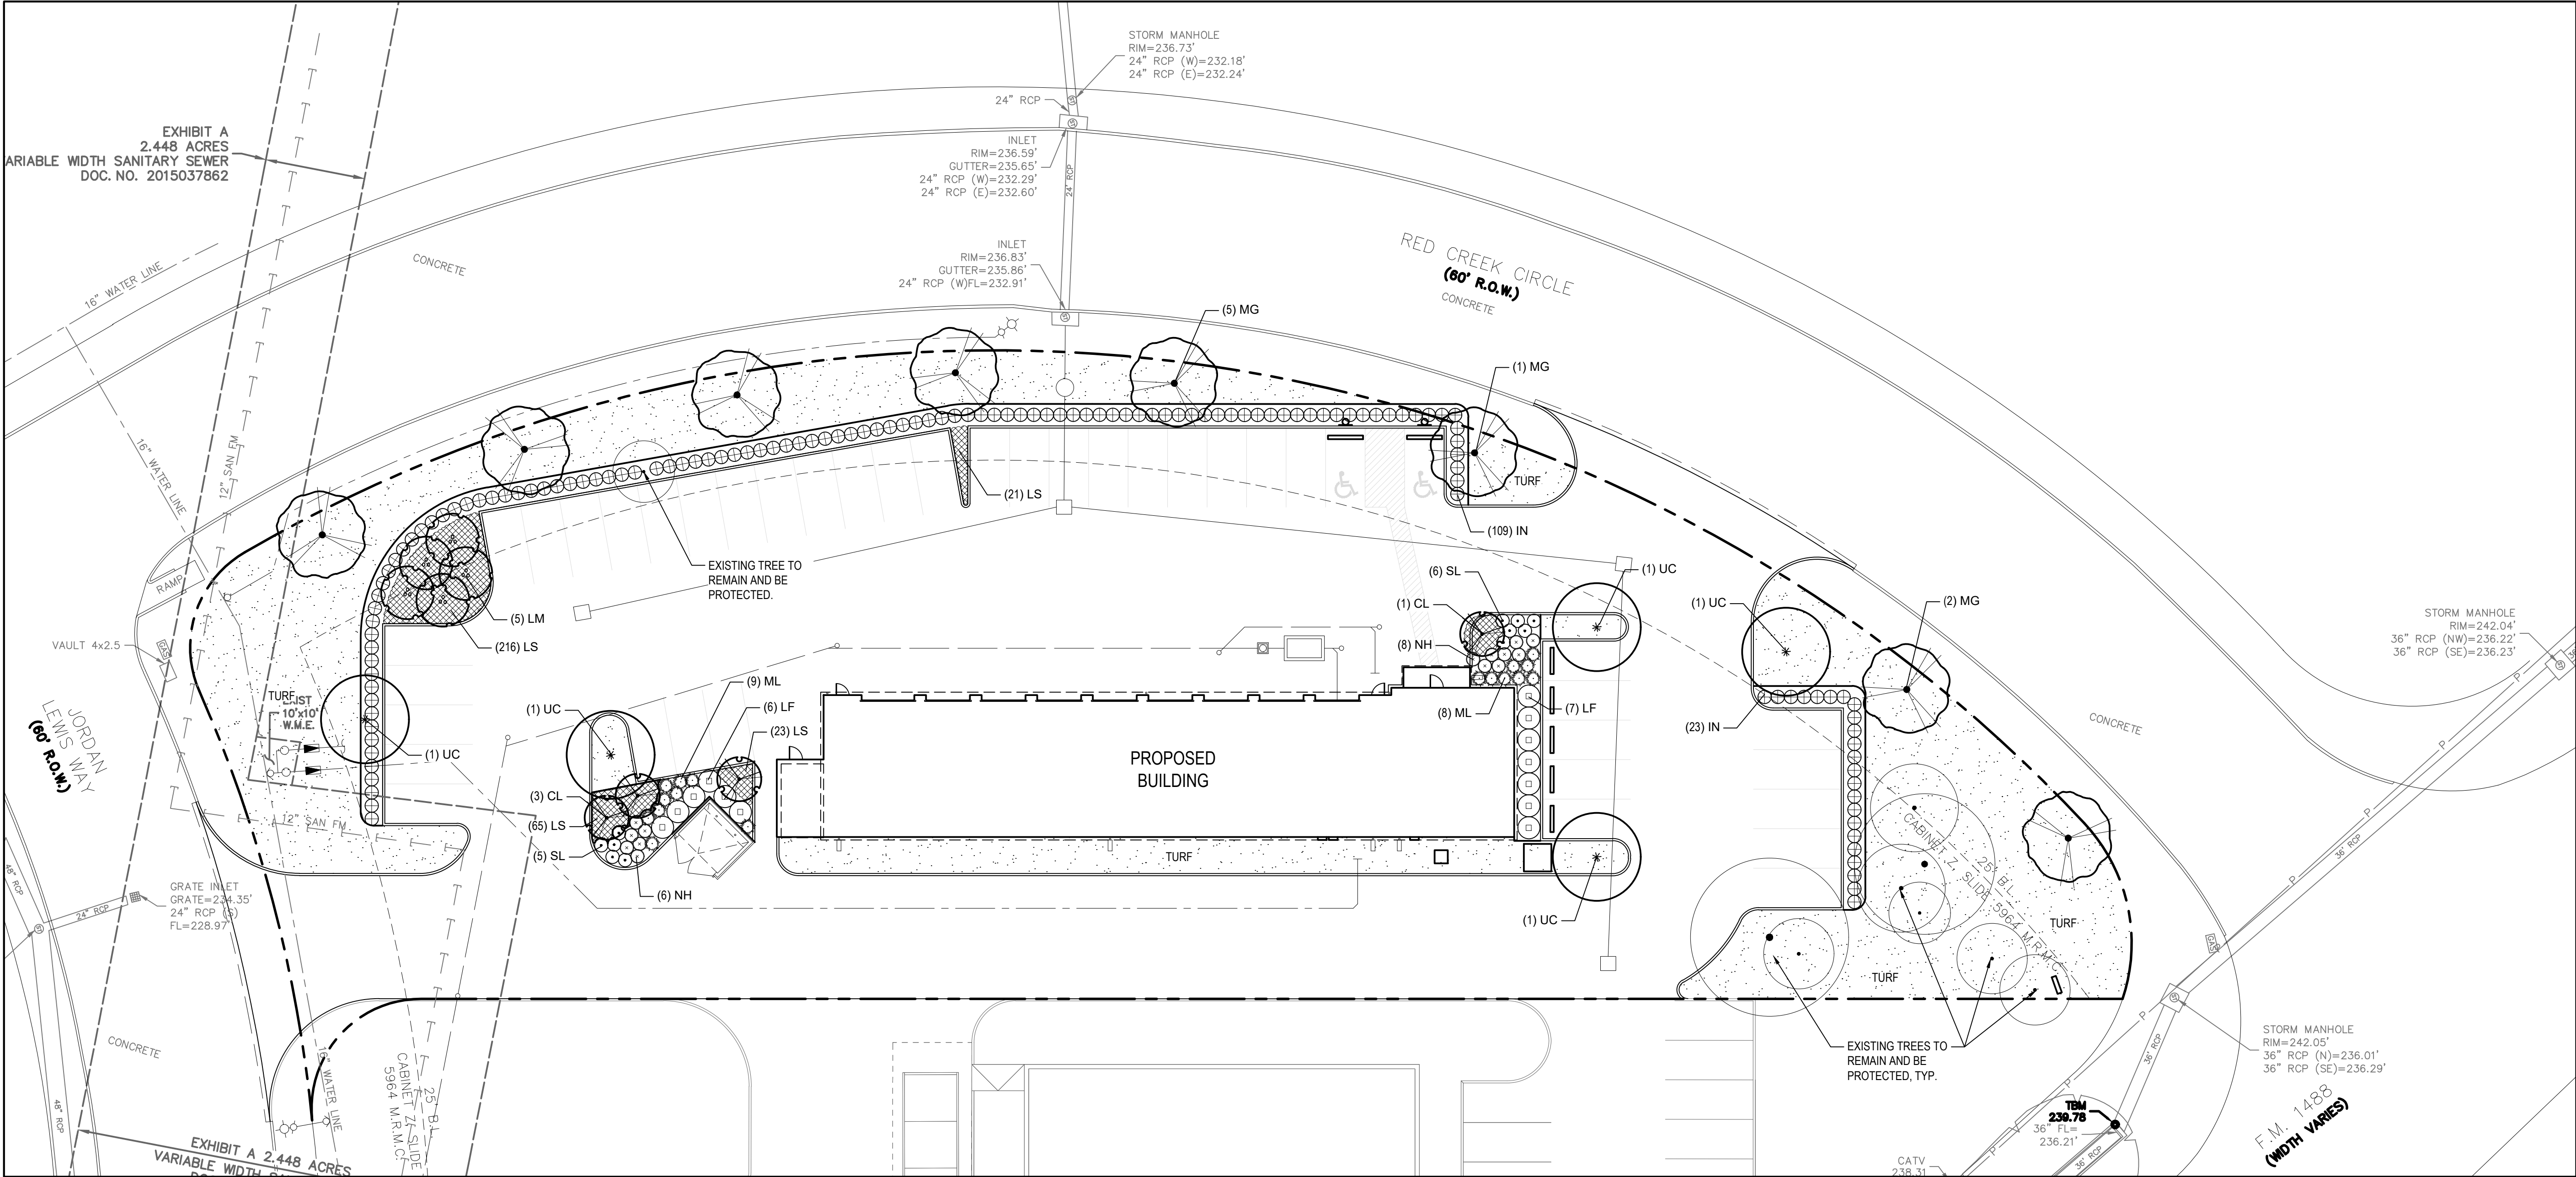 STORM MANHOLE
RIM=236.73'
24" RCP (W)=232.18'
24" RCP (E)=232.24'
24" RCP
EXHIBIT A
2.448 ACRES
ARIABLE WIDTH SANITARY SEWER
DOC. NO. 2015037862
INLET
RIM=236.59'
GUTTER=235.65'
24" RCP (W)=232.29'
24" RCP (E)=232.60'
24" RCP
INLET
RIM=236.83'
GUTTER=235.86'
24" RCP (W)FL=232.91'
RED CREEK CIRCLE
(60' R.O.W.)
CONCRETE
CONCRETE
16" WATER LINE
16" WATER LINE
12" SAN FM
(5) MG
(1) MG
TURF
(21) LS
(109) IN
EXISTING TREE TO
REMAIN AND BE
PROTECTED.
RAMP
(5) LM
(216) LS
VAULT 4x2.5
GAS
(6) SL
(1) CL
(8) NH
(1) UC
(1) UC
(2) MG
STORM MANHOLE
RIM=242.04'
36" RCP (NW)=236.22'
36" RCP (SE)=236.23'
TURF
EXIST
10'x10'
W.M.E.
JORDAN
LEWIS WAY
(60' R.O.W.)
(1) UC
(1) UC
(9) ML
(6) LF
(23) LS
(8) ML
(7) LF
(23) IN
CONCRETE
PROPOSED
BUILDING
(3) CL
(65) LS
(5) SL
(6) NH
TURF
(1) UC
12" SAN FM
GRATE INLET
GRATE=234.35'
24" RCP (S)
FL=228.97'
24" RCP
48" RCP
25' B.L.
CABINET Z, SLIDE 5964 M.R.M.C.
TURF
TURF
GAS
P
P
P
P
P
P
36" RCP
EXISTING TREES TO
REMAIN AND BE
PROTECTED, TYP.
STORM MANHOLE
RIM=242.05'
36" RCP (N)=236.01'
36" RCP (SE)=236.29'
36" RCP
CONCRETE
16" WATER LINE
25' B.L.
CABINET Z, SLIDE
5964 M.R.M.C.
48" RCP
EXHIBIT A 2.448 ACRES
VARIABLE WIDTH
TBM
239.78
36" FL=
236.21'
36" RCP
CATV
238.31
F.M. 1488
(WIDTH VARIES)